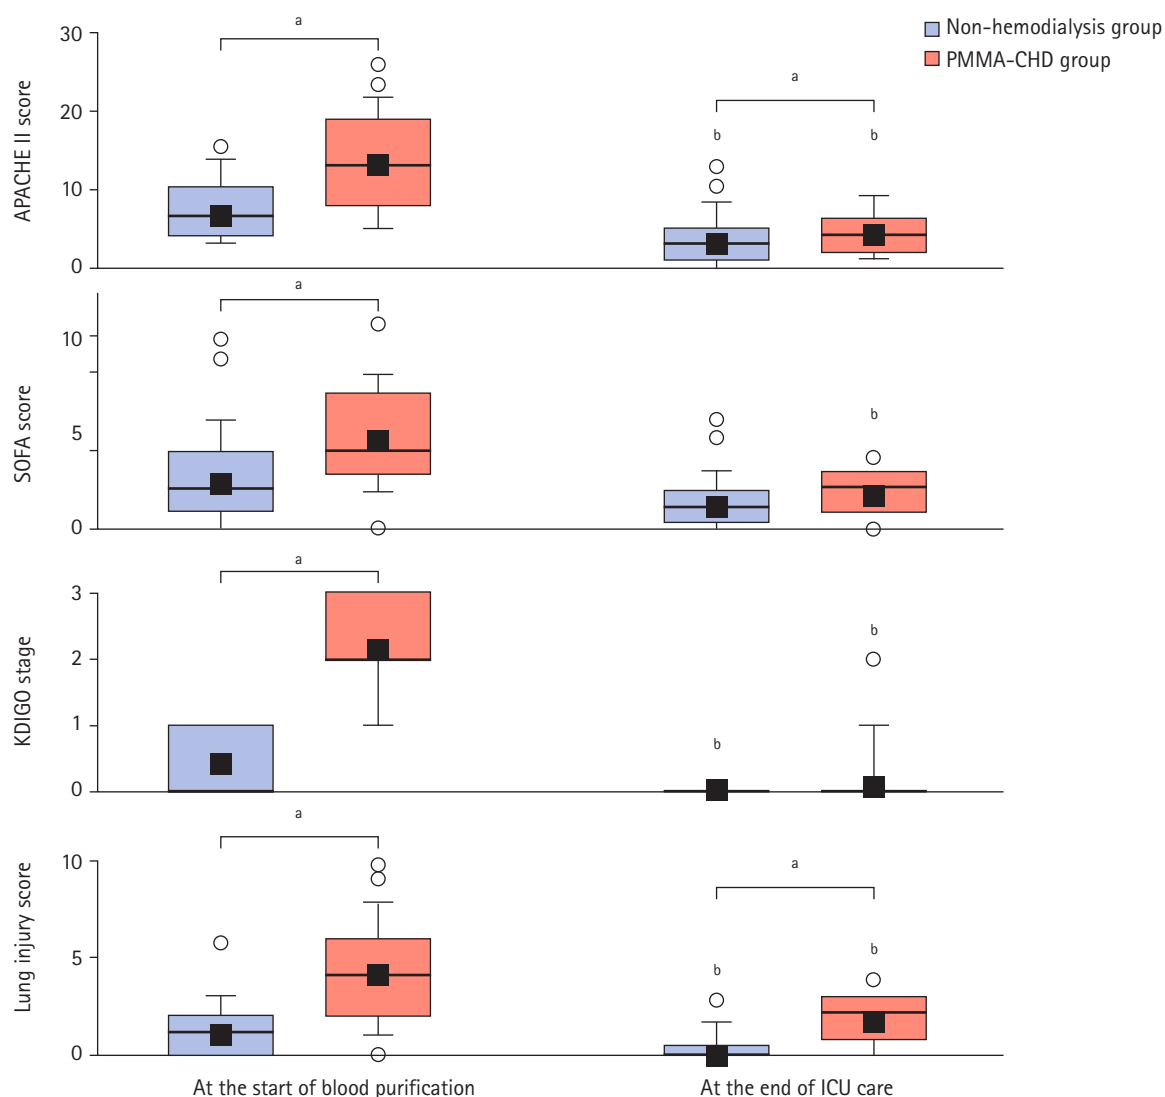 a
Non-hemodialysis group
PMMA-CHD group
APACHE II score
30
20
10
0
a
b
b
a
SOFA score
10
5
0
b
a
KDIGO stage
3
2
1
0
b
b
a
Lung injury score
10
5
0
a
b
b
At the start of blood purification
At the end of ICU care